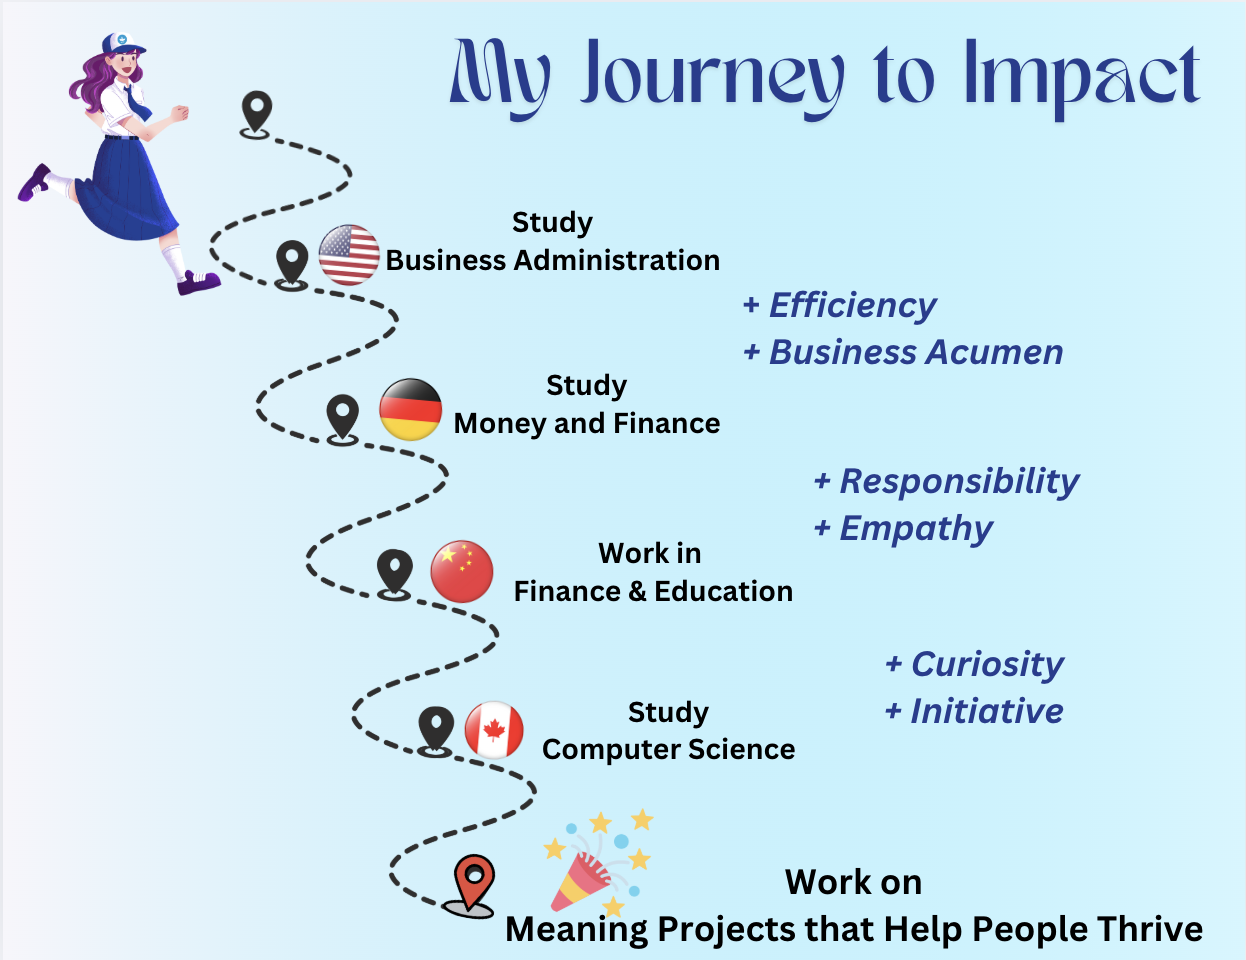 My Journey to Impact
Study
Business Administration
+ Efficiency
+ Business Acumen
Study
Money and Finance
+ Responsibility
+ Empathy
Work in
Finance & Education
+ Curiosity
+ Initiative
Study
Computer Science
Work on
Meaning Projects that Help People Thrive